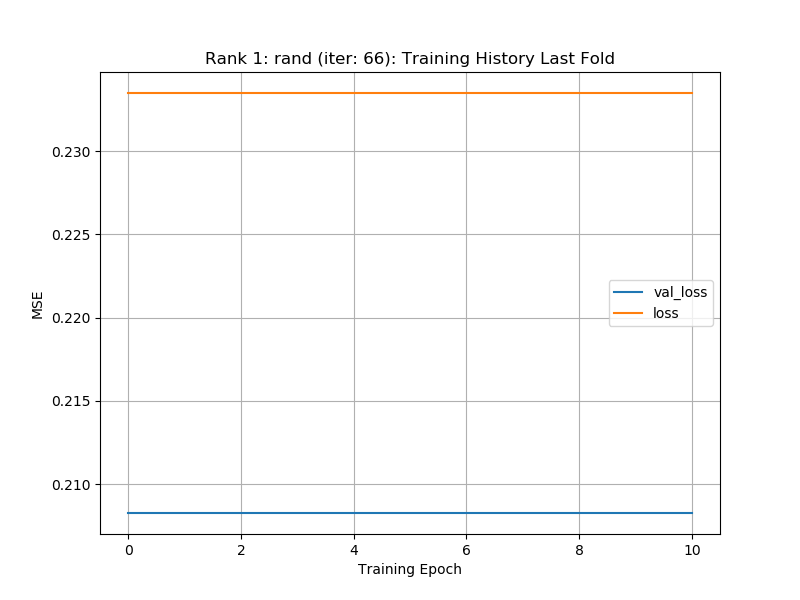 Rank 1: rand (iter: 66): Training History Last Fold
0.230
0.225
0.220
0.215
0.210
MSE
val_loss
loss
0 2 4 6 8 10
Training Epoch